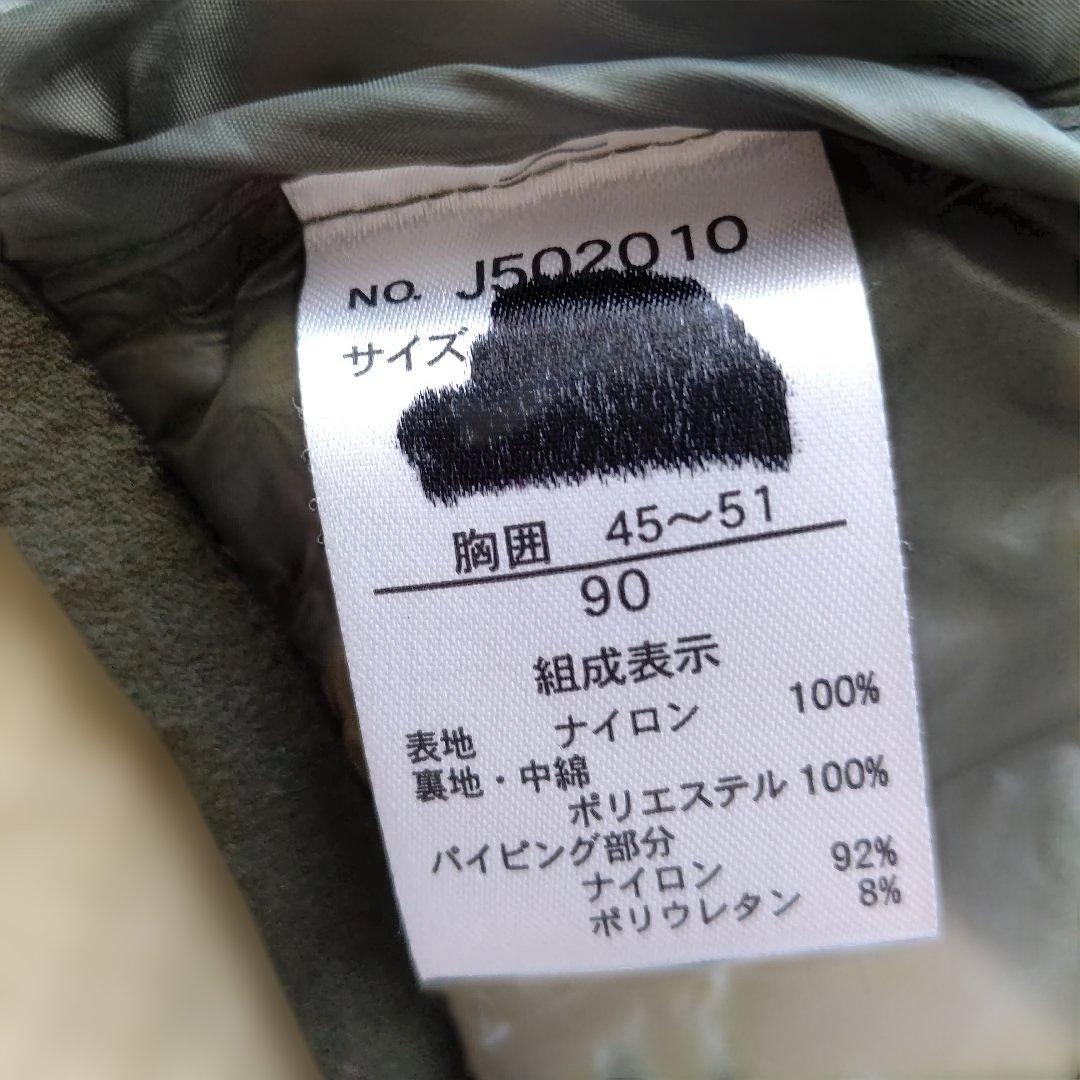 NO. J502010
サイズ
胸囲 45〜51
90
組成表示
表地 ナイロン 100%
裏地・中綿
ポリエステル 100%
パイピング部分
ナイロン 92%
ポリウレタン 8%